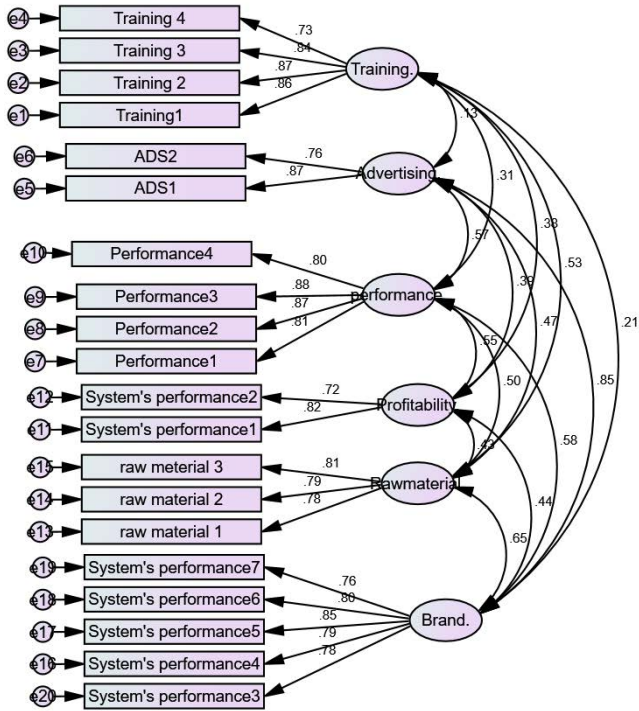 e4 Training 4
.73
e3 Training 3
.84
e2 Training 2
.87
e1 Training1
.86
Training.
.13
e6 ADS2
.76
e5 ADS1
.87
Advertising
.31
.38
.53
.21
.57
e10 Performance4
.80
e9 Performance3
.88
e8 Performance2
.87
e7 Performance1
.81
performance
.39
.47
.85
.55
.50
.58
e12 System's performance2
.72
e11 System's performance1
.82
Profitability
.43
.44
e15 raw meterial 3
.81
e14 raw material 2
.79
e13 raw material 1
.78
Rawmaterial
.65
e19 System's performance7
.76
e18 System's performance6
.80
e17 System's performance5
.85
e16 System's performance4
.79
e20 System's performance3
.78
Brand.